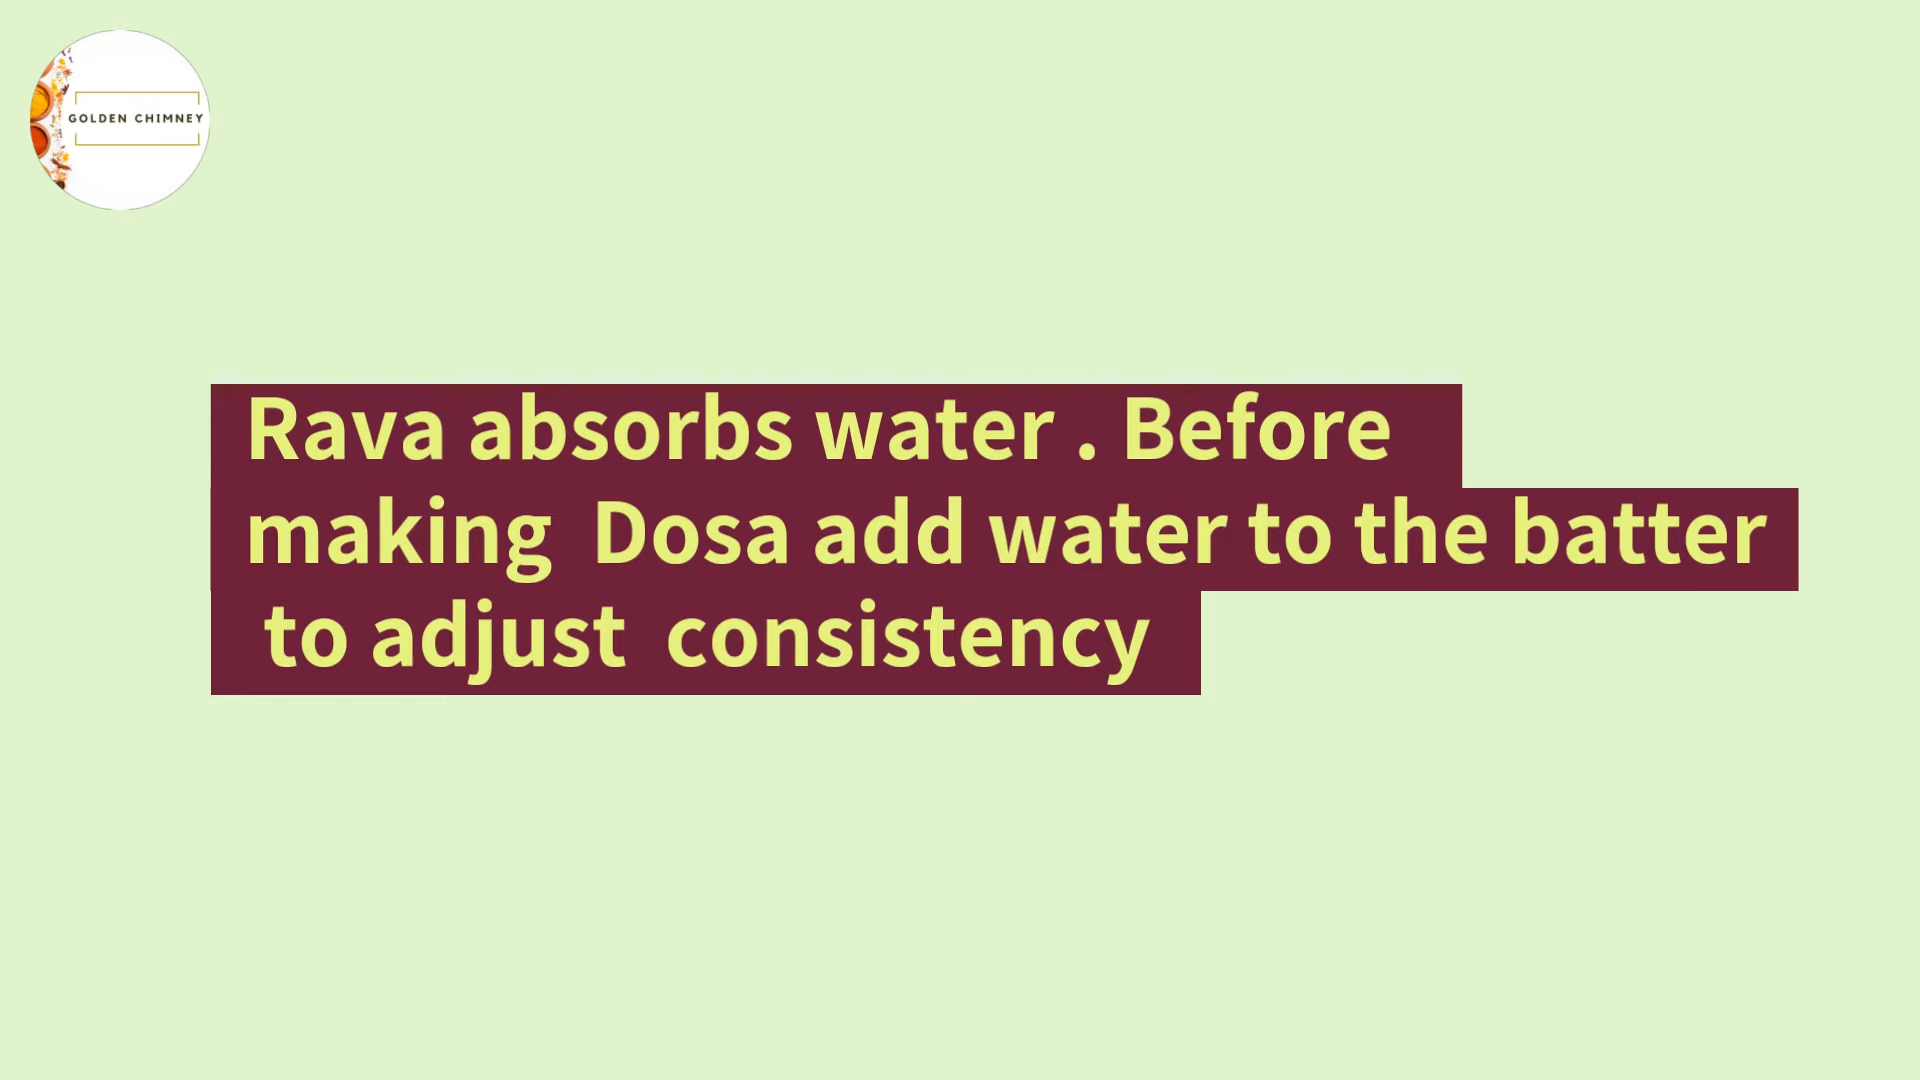 GOLDEN CHIMNEY
Rava absorbs water . Before
making  Dosa add water to the batter
to adjust  consistency